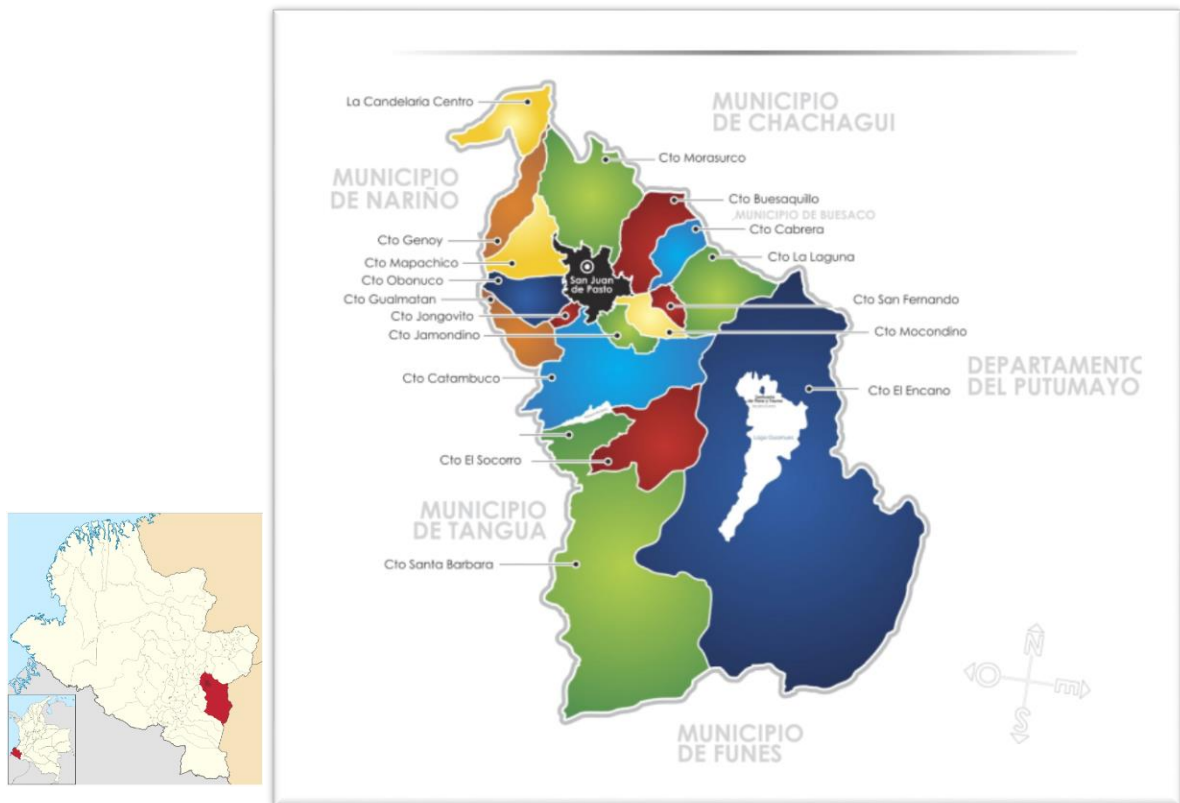 La Candelaria Centro
MUNICIPIO
DE CHACHAGUI
Cto Morasurco
MUNICIPIO
DE NARIÑO
Cto Buesaquillo
MUNICIPIO DE BUESACO
Cto Cabrera
Cto Genoy
Cto La Laguna
Cto Mapachico
Cto Obonuco
San Juan
de Pasto
Cto Gualmatan
Cto San Fernando
Cto Jongovito
Cto Jamondino
Cto Mocondino
DEPARTAMENTO
DEL PUTUMAYO
Cto Catambuco
Cto El Encano
Cto El Socorro
MUNICIPIO
DE TANGUA
Cto Santa Barbara
N
O
E
S
MUNICIPIO
DE FUNES